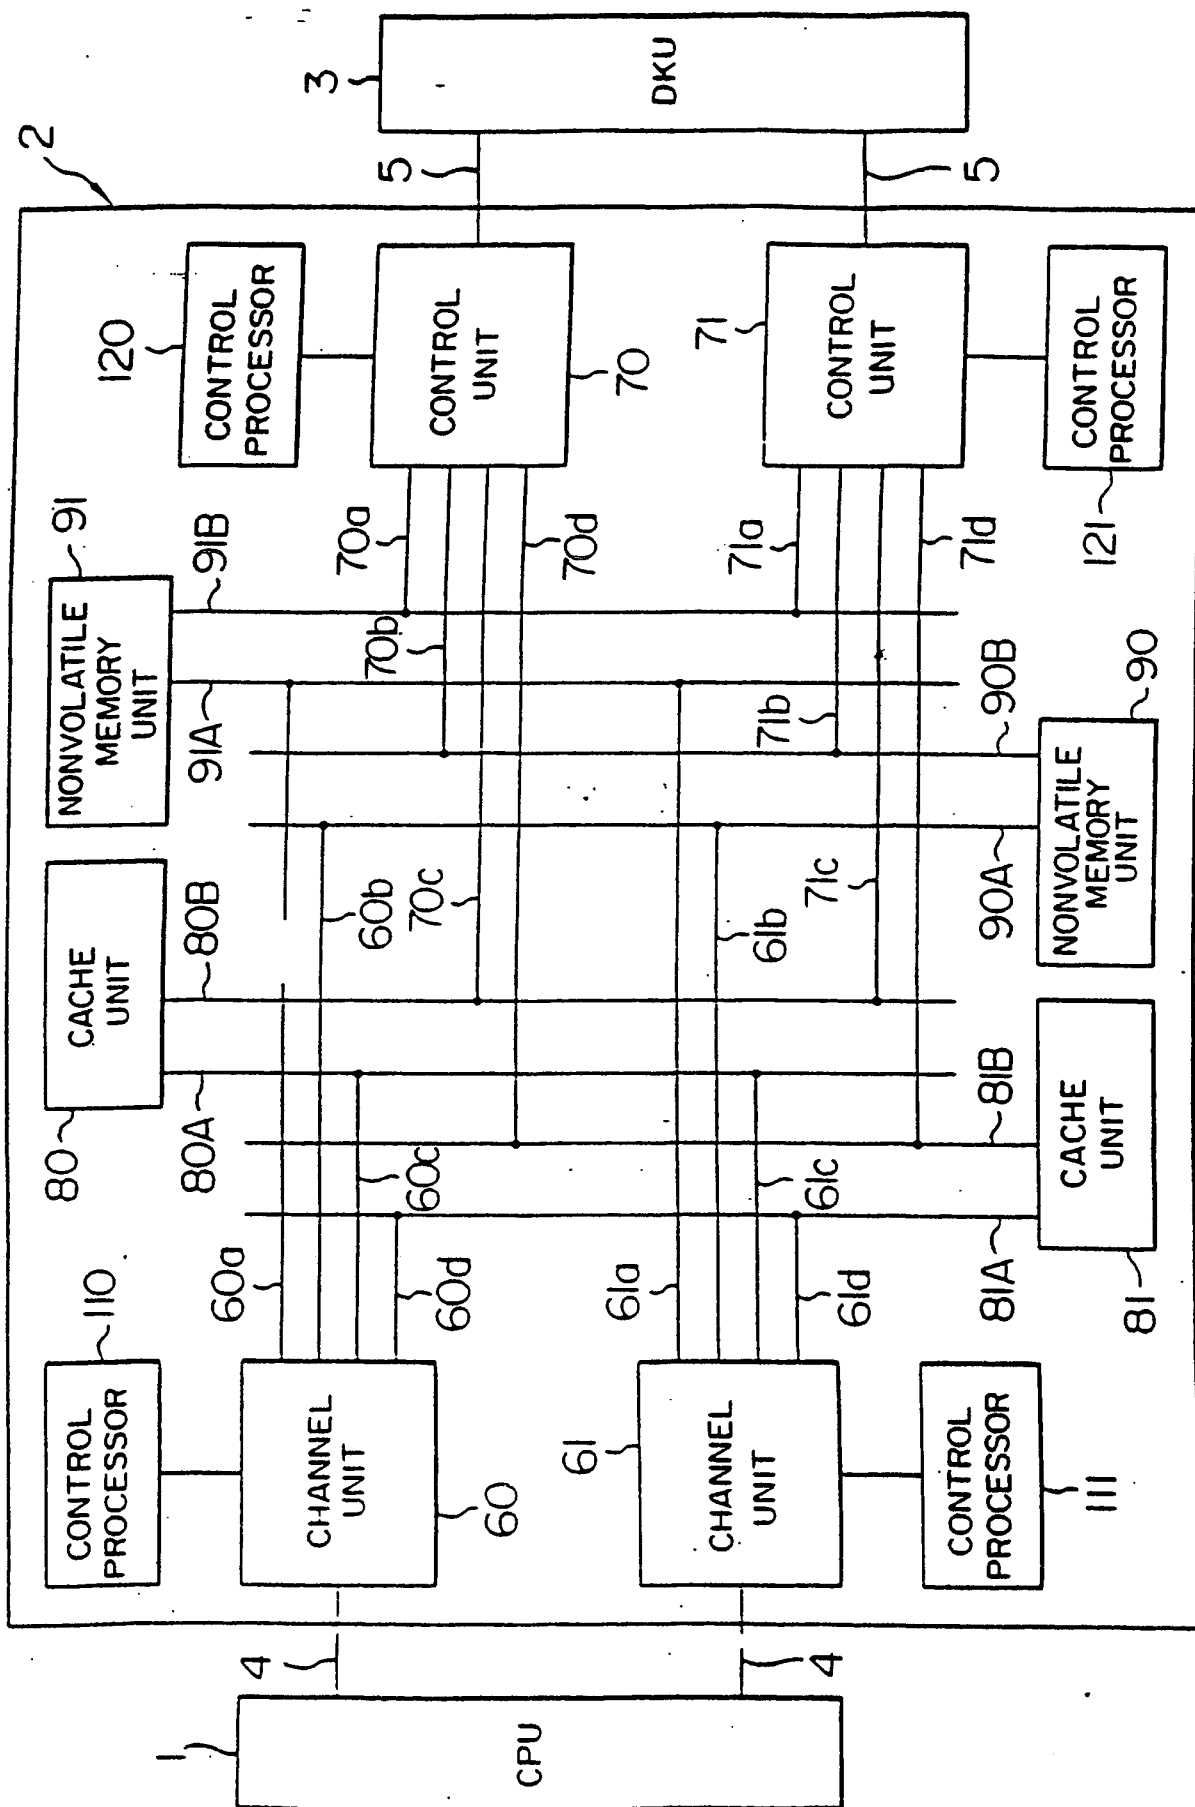 2
1
CPU
4
4
CONTROL
PROCESSOR
110
CHANNEL
UNIT
60
60a
60b
60c
60d
61
CHANNEL
UNIT
61a
61b
61c
61d
CONTROL
PROCESSOR
111
80
CACHE
UNIT
80A
80B
NONVOLATILE
MEMORY
UNIT
91
91A
91B
81
CACHE
UNIT
81A
81B
NONVOLATILE
MEMORY
UNIT
90
90A
90B
120
CONTROL
PROCESSOR
CONTROL
UNIT
70
70a
70b
70c
70d
71
CONTROL
UNIT
71a
71b
71c
71d
121
CONTROL
PROCESSOR
5
5
3
DKU